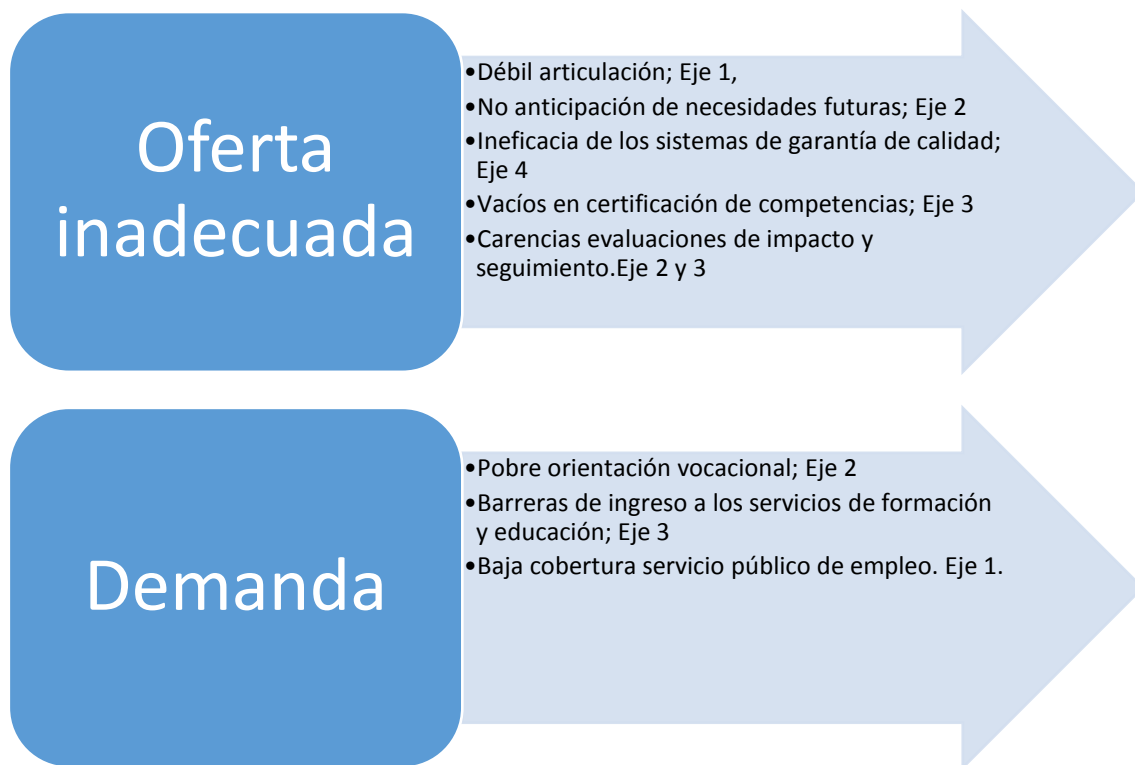 Oferta
inadecuada
•Débil articulación; Eje 1,
•No anticipación de necesidades futuras; Eje 2
•Ineficacia de los sistemas de garantía de calidad;
Eje 4
•Vacíos en certificación de competencias; Eje 3
•Carencias evaluaciones de impacto y
seguimiento.Eje 2 y 3
Demanda
•Pobre orientación vocacional; Eje 2
•Barreras de ingreso a los servicios de formación
y educación; Eje 3
•Baja cobertura servicio público de empleo. Eje 1.